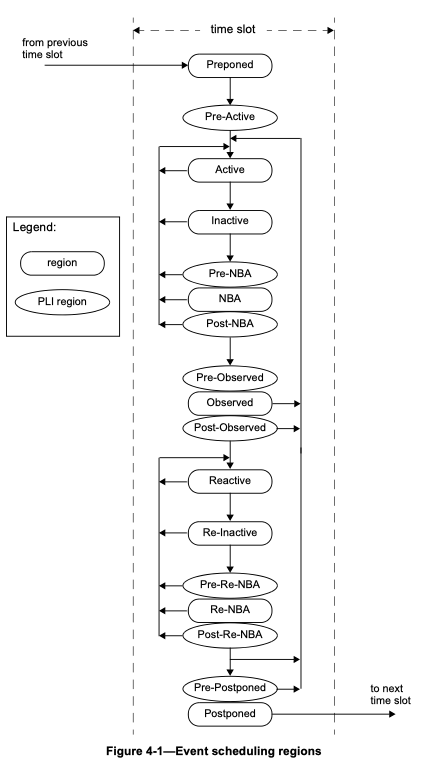 time slot
from previous
time slot
Preponed
Pre-Active
Active
Inactive
Legend:
region
PLI region
Pre-NBA
NBA
Post-NBA
Pre-Observed
Observed
Post-Observed
Reactive
Re-Inactive
Pre-Re-NBA
Re-NBA
Post-Re-NBA
Pre-Postponed
to next
time slot
Postponed
Figure 4-1—Event scheduling regions